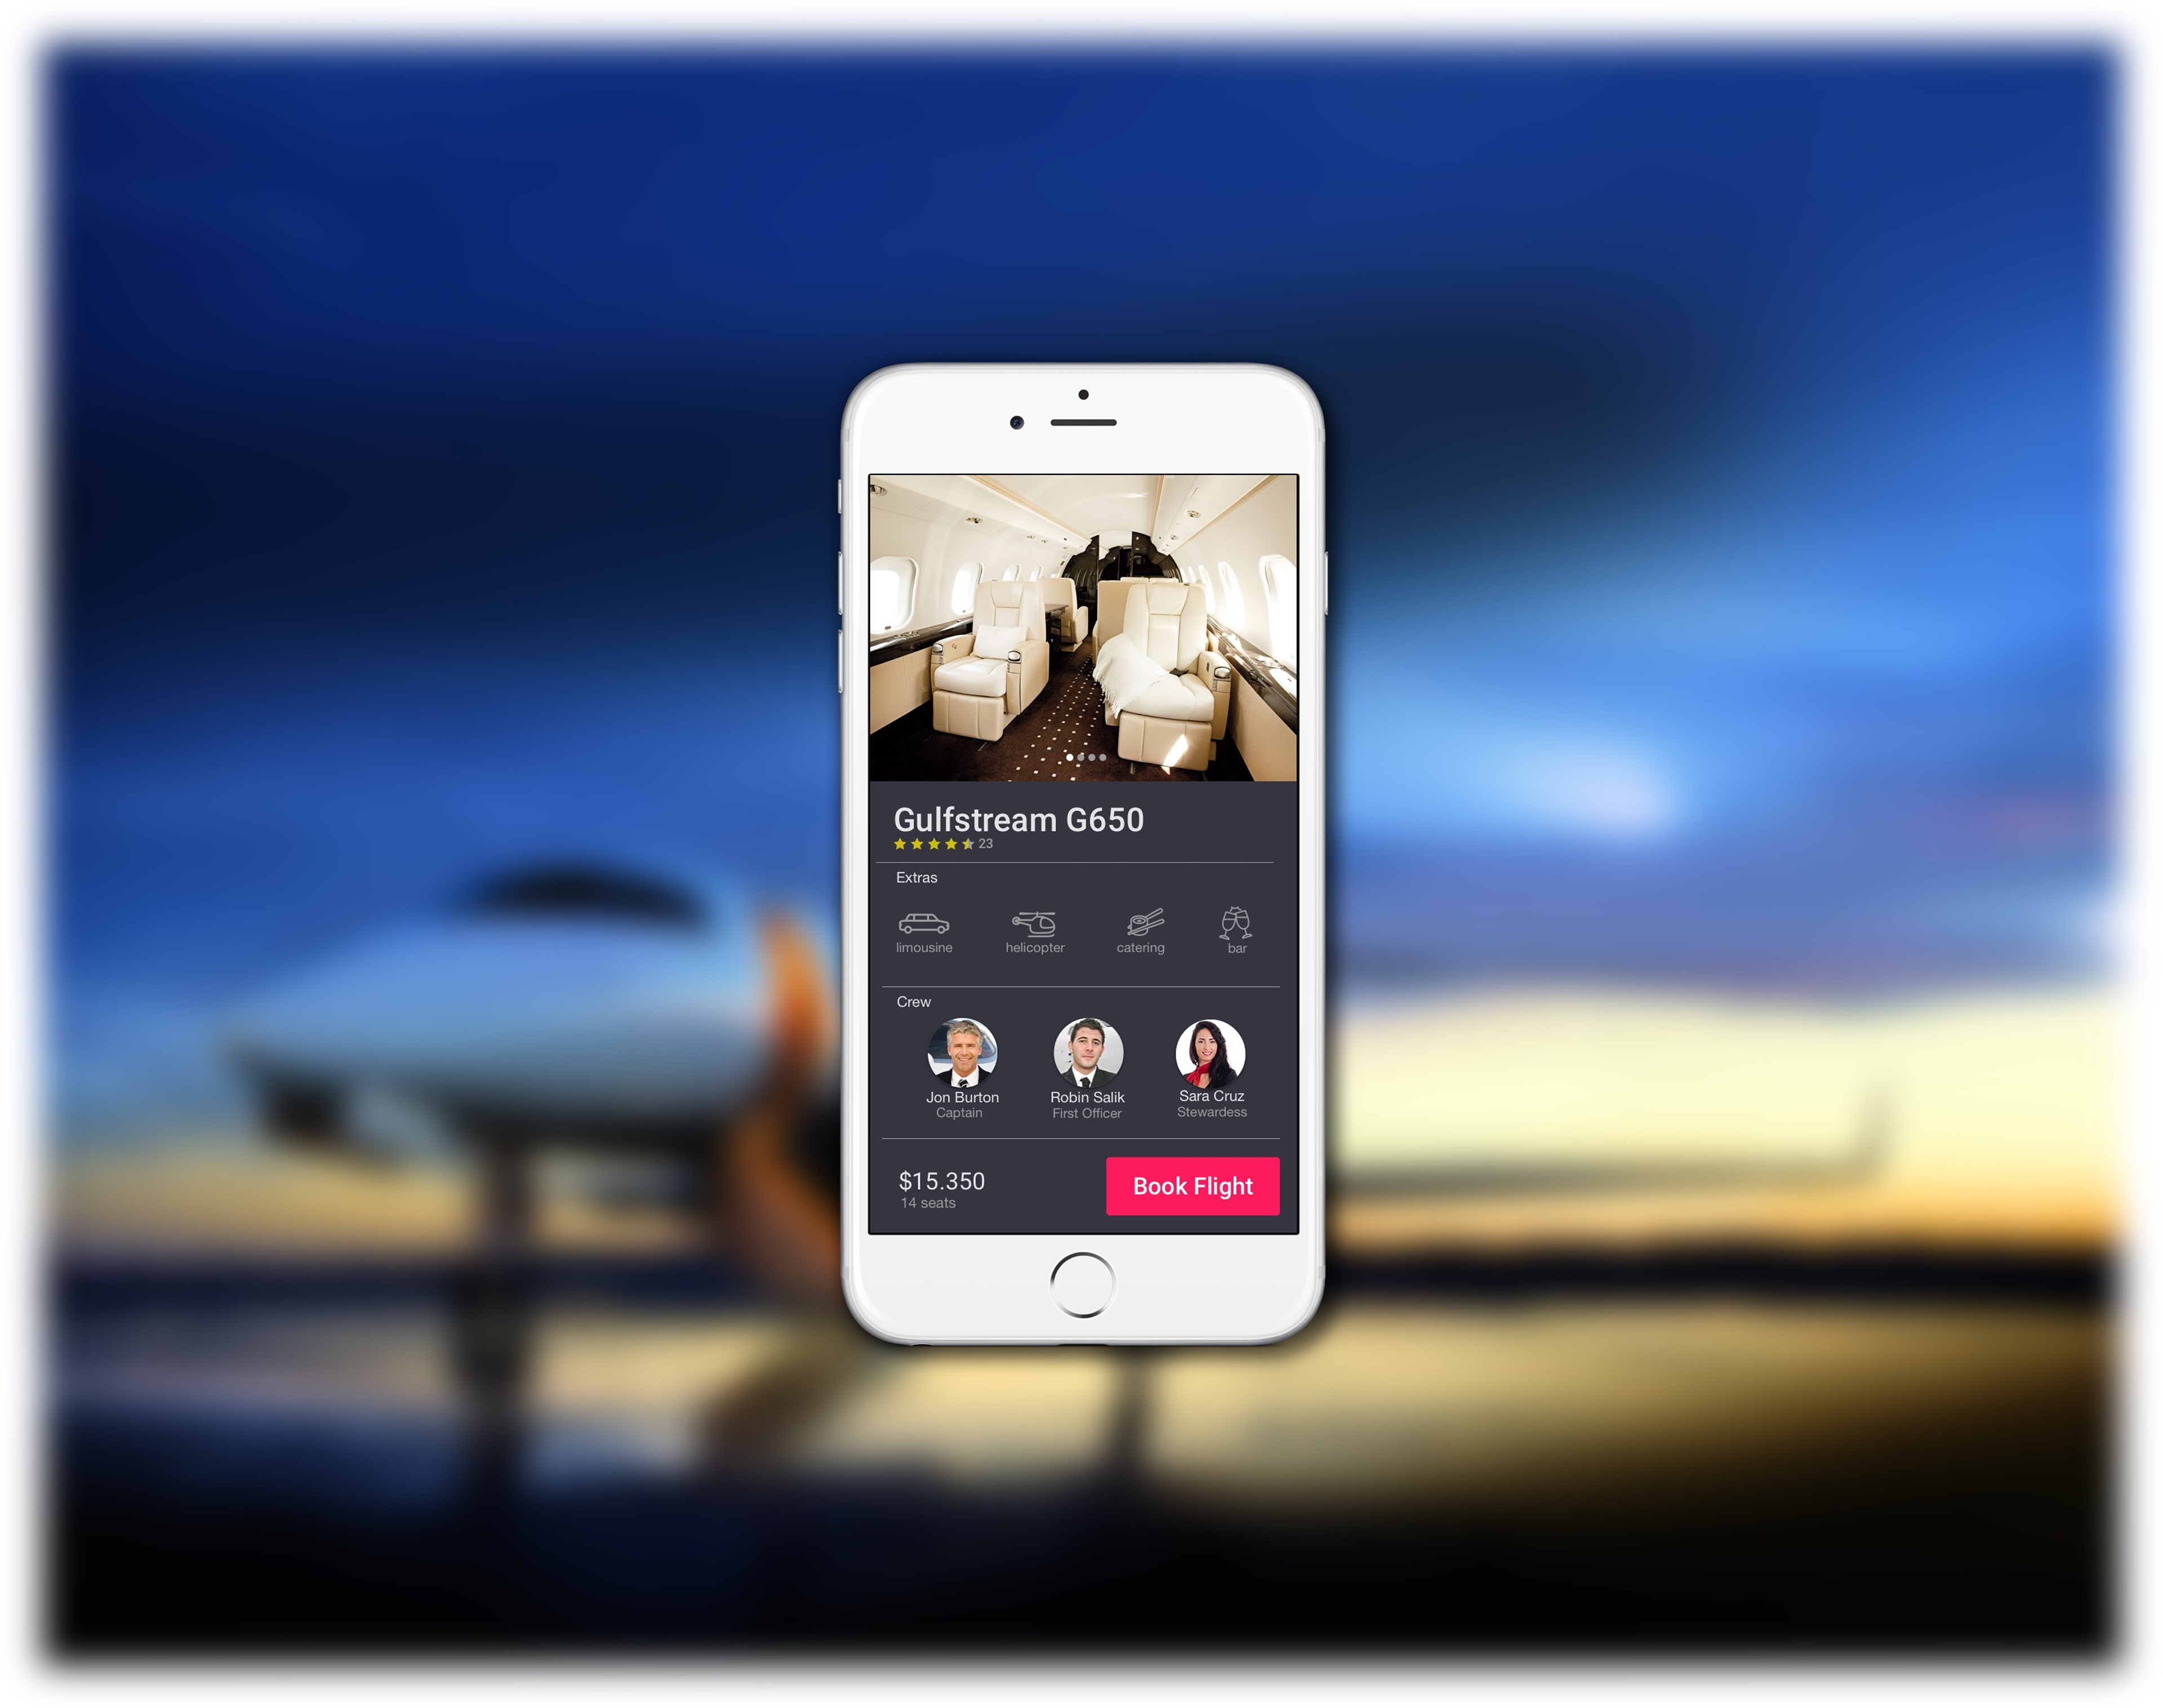 Gulfstream G650
23
Extras
limousine helicopter catering bar
Crew
Jon Burton Robin Salik Sara Cruz
Captain First Officer Stewardess
$15.350
14 seats
Book Flight